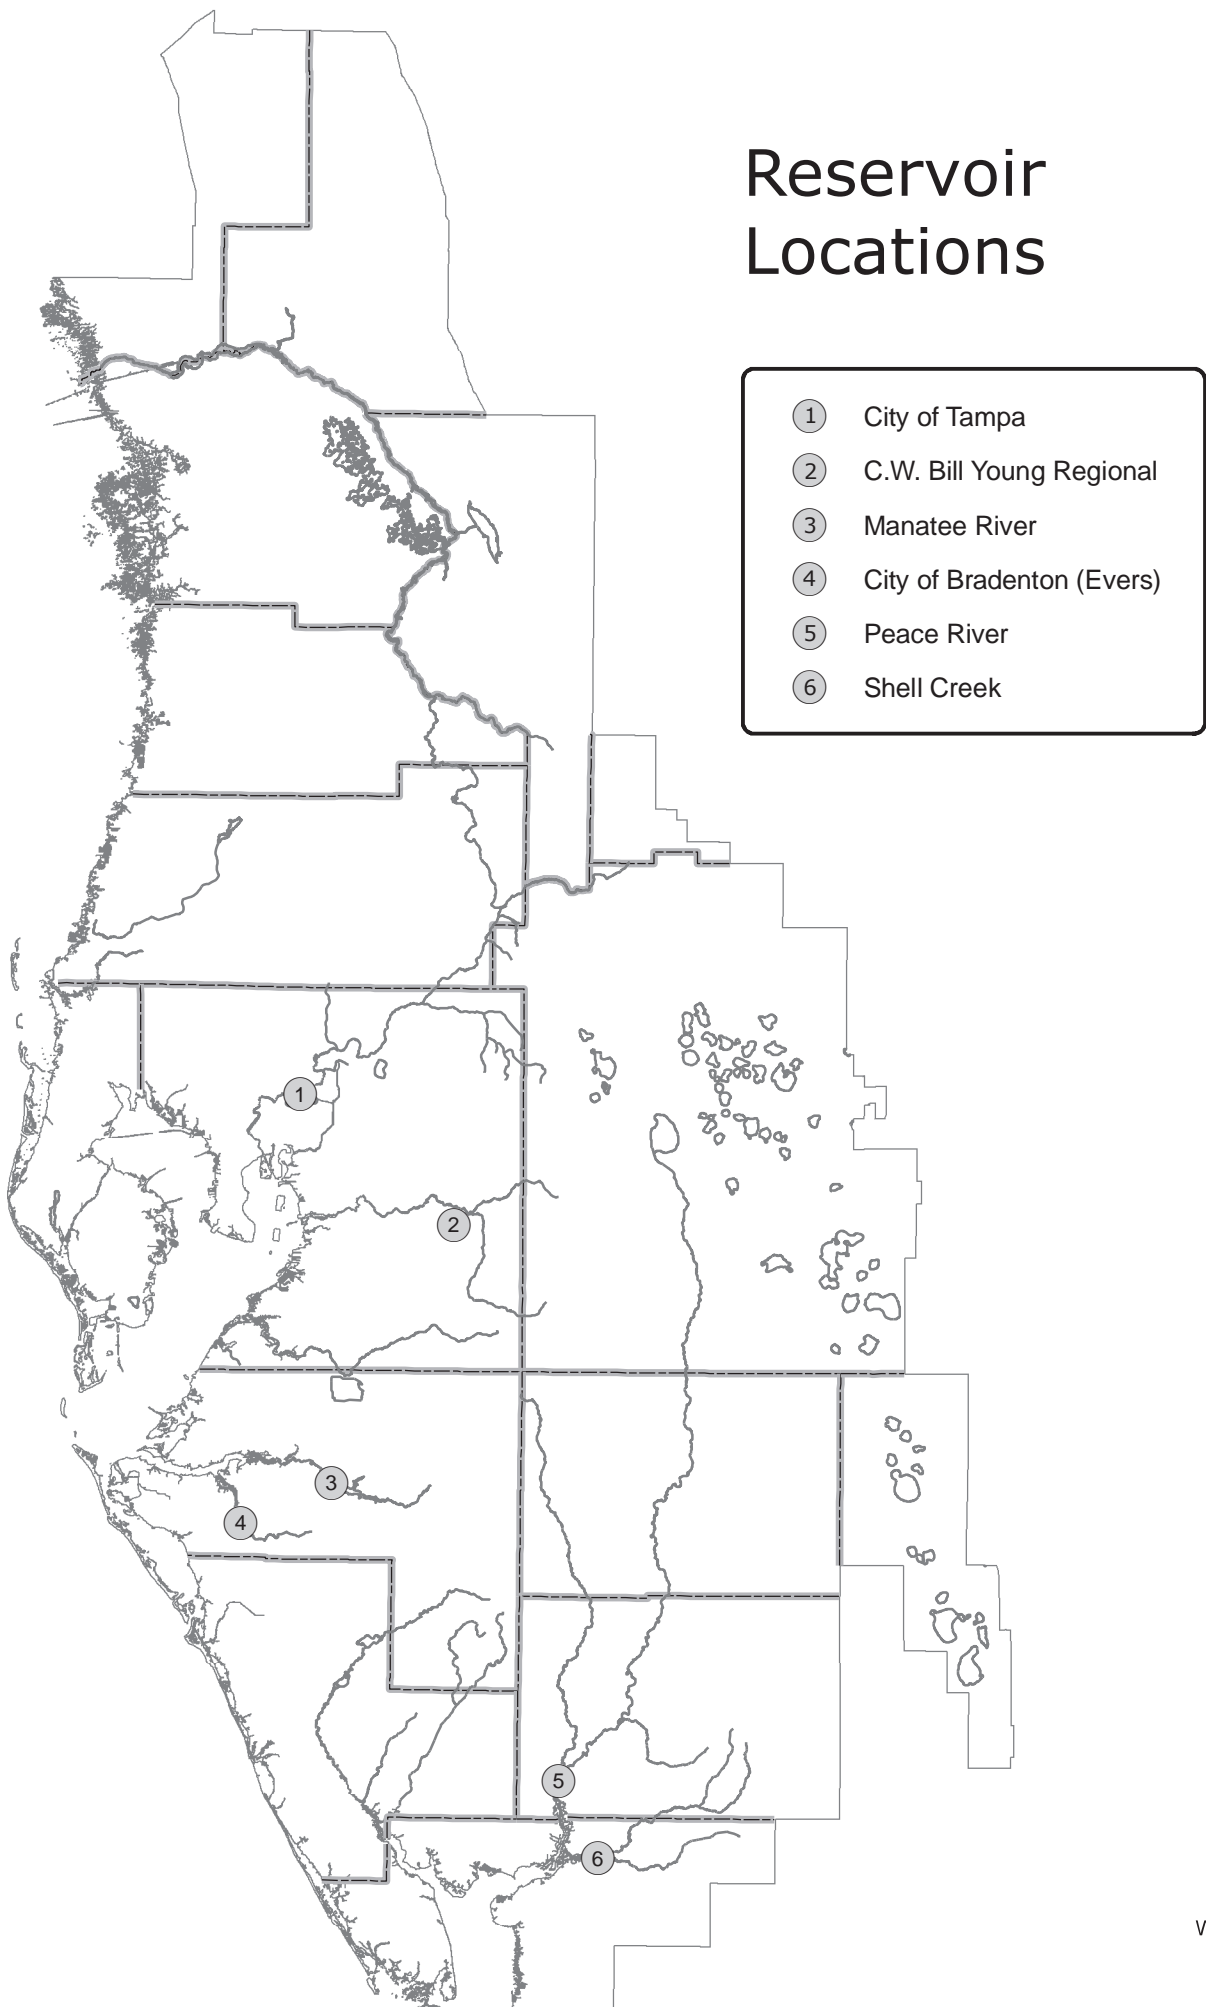 Reservoir
Locations
1 City of Tampa
2 C.W. Bill Young Regional
3 Manatee River
4 City of Bradenton (Evers)
5 Peace River
6 Shell Creek
1
2
3
4
5
6